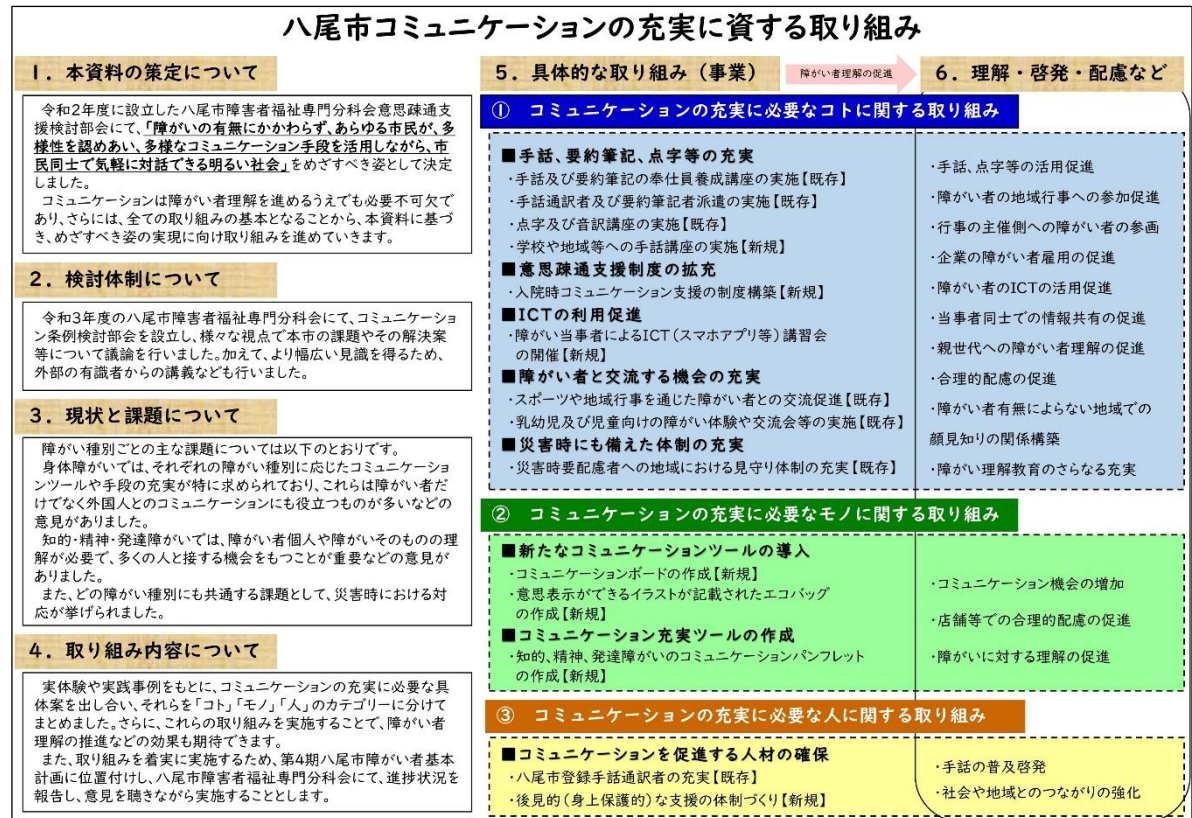 八尾市コミュニケーションの充実に資する取り組み
1．本資料の策定について
令和2年度に設立した八尾市障害者福祉専門分科会意思疎通支
援検討部会にて、「障がいの有無にかかわらず、あらゆる市民が、多
様性を認めあい、多様なコミュニケーション手段を活用しながら、市
民同士で気軽に対話できる明るい社会」をめざすべき姿として決定
しました。
コミュニケーションは障がい者理解を進めるうえでも必要不可欠で
あり、さらには、全ての取り組みの基本となることから、本資料に基づ
き、めざすべき姿の実現に向け取り組みを進めていきます。
2．検討体制について
令和3年度の八尾市障害者福祉専門分科会にて、コミュニケーショ
ン条例検討部会を設立し、様々な視点で本市の課題やその解決案
等について議論を行いました。加えて、より幅広い見識を得るため、
外部の有識者からの講義なども行いました。
3．現状と課題について
障がい種別ごとの主な課題については以下のとおりです。
身体障がいでは、それぞれの障がい種別に応じたコミュニケーショ
ンツールや手段の充実が特に求められており、これらは障がい者だ
けでなく外国人とのコミュニケーションにも役立つものが多いなどの
意見がありました。
知的・精神・発達障がいでは、障がい者個人や障がいそのものの理
解が必要で、多くの人と接する機会をもつことが重要などの意見が
ありました。
また、どの障がい種別にも共通する課題として、災害時における対
応が挙げられました。
4．取り組み内容について
実体験や実践事例をもとに、コミュニケーションの充実に必要な具
体案を出し合い、それらを「コト」「モノ」「人」のカテゴリーに分けて
まとめました。さらに、これらの取り組みを実施することで、障がい者
理解の推進などの効果も期待できます。
また、取り組みを着実に実施するため、第4期八尾市障がい者基本
計画に位置付けし、八尾市障害者福祉専門分科会にて、進捗状況を
報告し、意見を聴きながら実施することとします。
5．具体的な取り組み（事業）
障がい者理解の促進
6．理解・啓発・配慮など
① コミュニケーションの充実に必要なコトに関する取り組み
■手話、要約筆記、点字等の充実
・手話及び要約筆記の奉仕員養成講座の実施【既存】
・手話通訳者及び要約筆記者派遣の実施【既存】
・点字及び音訳講座の実施【既存】
・学校や地域等への手話講座の実施【新規】
■意思疎通支援制度の拡充
・入院時コミュニケーション支援の制度構築【新規】
■ICTの利用促進
・障がい当事者によるICT（スマホアプリ等）講習会
の開催【新規】
■障がい者と交流する機会の充実
・スポーツや地域行事を通じた障がい者との交流促進【既存】
・乳幼児及び児童向けの障がい体験や交流会等の実施【既存】
■災害時にも備えた体制の充実
・災害時要配慮者への地域における見守り体制の充実【既存】
・手話、点字等の活用促進
・障がい者の地域行事への参加促進
・行事の主催側への障がい者の参画
・企業の障がい者雇用の促進
・障がい者のICTの活用促進
・当事者同士での情報共有の促進
・親世代への障がい者理解の促進
・合理的配慮の促進
・障がい者有無によらない地域での
顔見知りの関係構築
・障がい理解教育のさらなる充実
② コミュニケーションの充実に必要なモノに関する取り組み
■新たなコミュニケーションツールの導入
・コミュニケーションボードの作成【新規】
・意思表示ができるイラストが記載されたエコバッグ
の作成【新規】
■コミュニケーション充実ツールの作成
・知的、精神、発達障がいのコミュニケーションパンフレット
の作成【新規】
・コミュニケーション機会の増加
・店舗等での合理的配慮の促進
・障がいに対する理解の促進
③ コミュニケーションの充実に必要な人に関する取り組み
■コミュニケーションを促進する人材の確保
・八尾市登録手話通訳者の充実【既存】
・後見的（身上保護的）な支援の体制づくり【新規】
・手話の普及啓発
・社会や地域とのつながりの強化